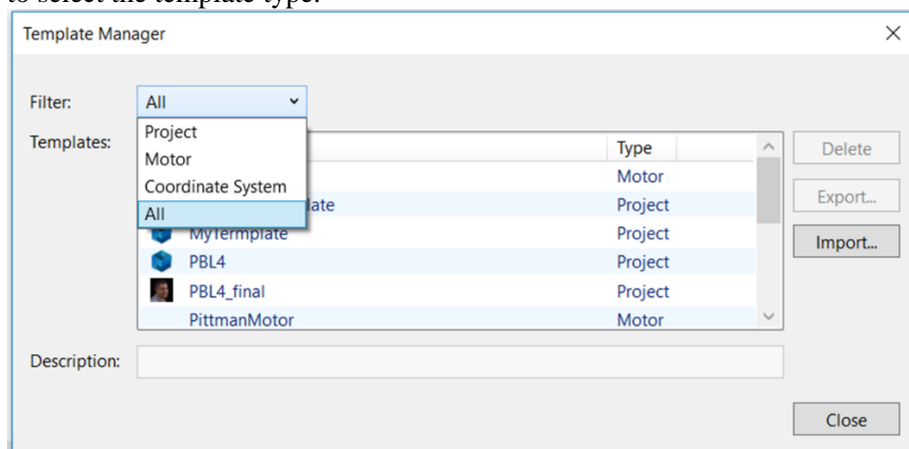 to select the template type.
Template Manager
Filter: All
Project
Motor
Coordinate System
All
Templates: Type
Motor
late Project
MyTermplate Project
PBL4 Project
PBL4_final Project
PittmanMotor Motor
Delete
Export...
Import...
Description:
Close